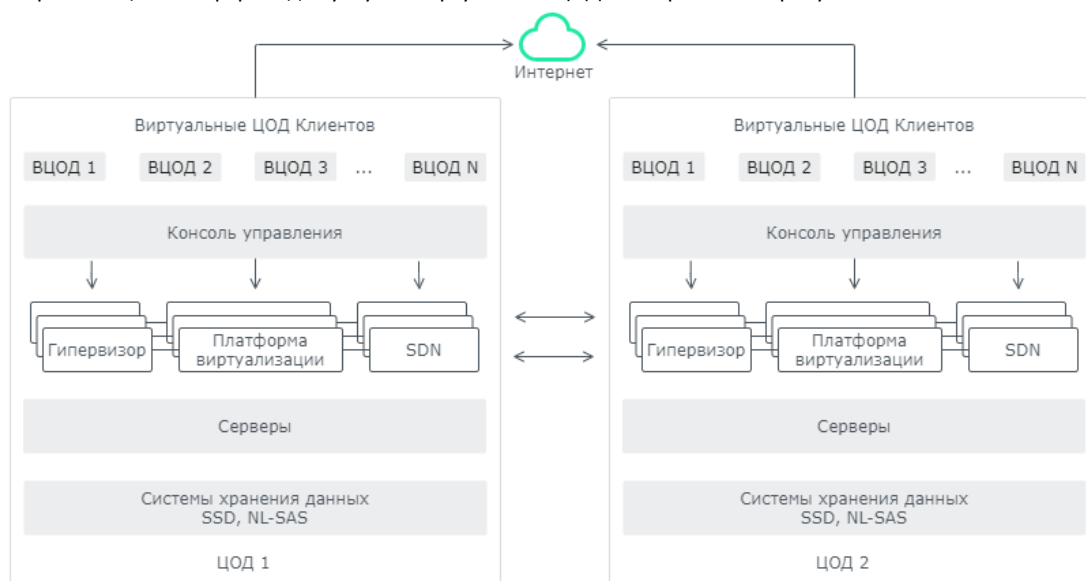 Интернет
Виртуальные ЦОД Клиентов
ВЦОД 1 ВЦОД 2 ВЦОД 3 ... ВЦОД N
Консоль управления
Гипервизор
Платформа
виртуализации
SDN
Серверы
Системы хранения данных
SSD, NL-SAS
ЦОД 1
Виртуальные ЦОД Клиентов
ВЦОД 1 ВЦОД 2 ВЦОД 3 ... ВЦОД N
Консоль управления
Гипервизор
Платформа
виртуализации
SDN
Серверы
Системы хранения данных
SSD, NL-SAS
ЦОД 2